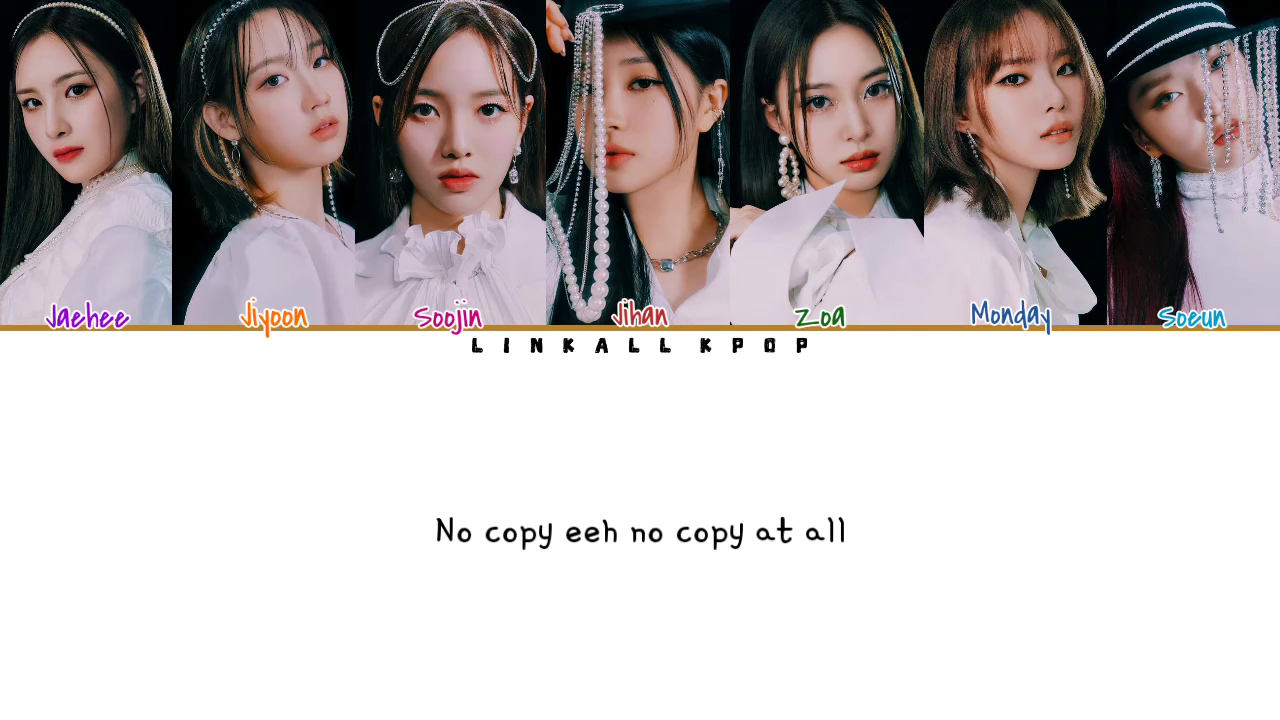 Jaehee Jiyoon Soojin Jihan Zoa Monday Soeun
LINKALL KPOP
No copy eeh no copy at all